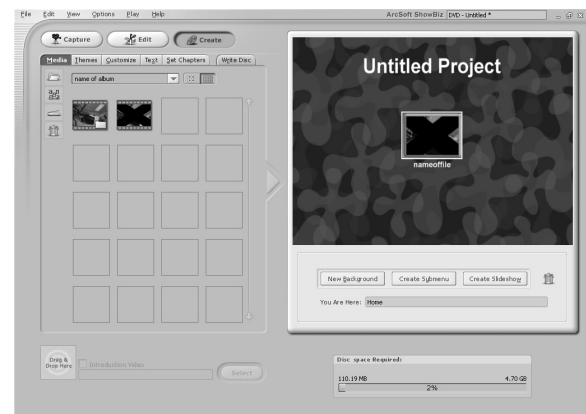 File Edit View Options Play Help
ArcSoft ShowBiz DVD - Untitled *
Capture Edit Create
Media Themes Customize Text Set Chapters Write Disc
name of album
Untitled Project
nameoffile
New Background Create Submenu Create Slideshow
You Are Here: Home
Drag &
Drop Here
Introduction Video
Select
Disc space Required:
110.19 MB 4.70 GB
2%